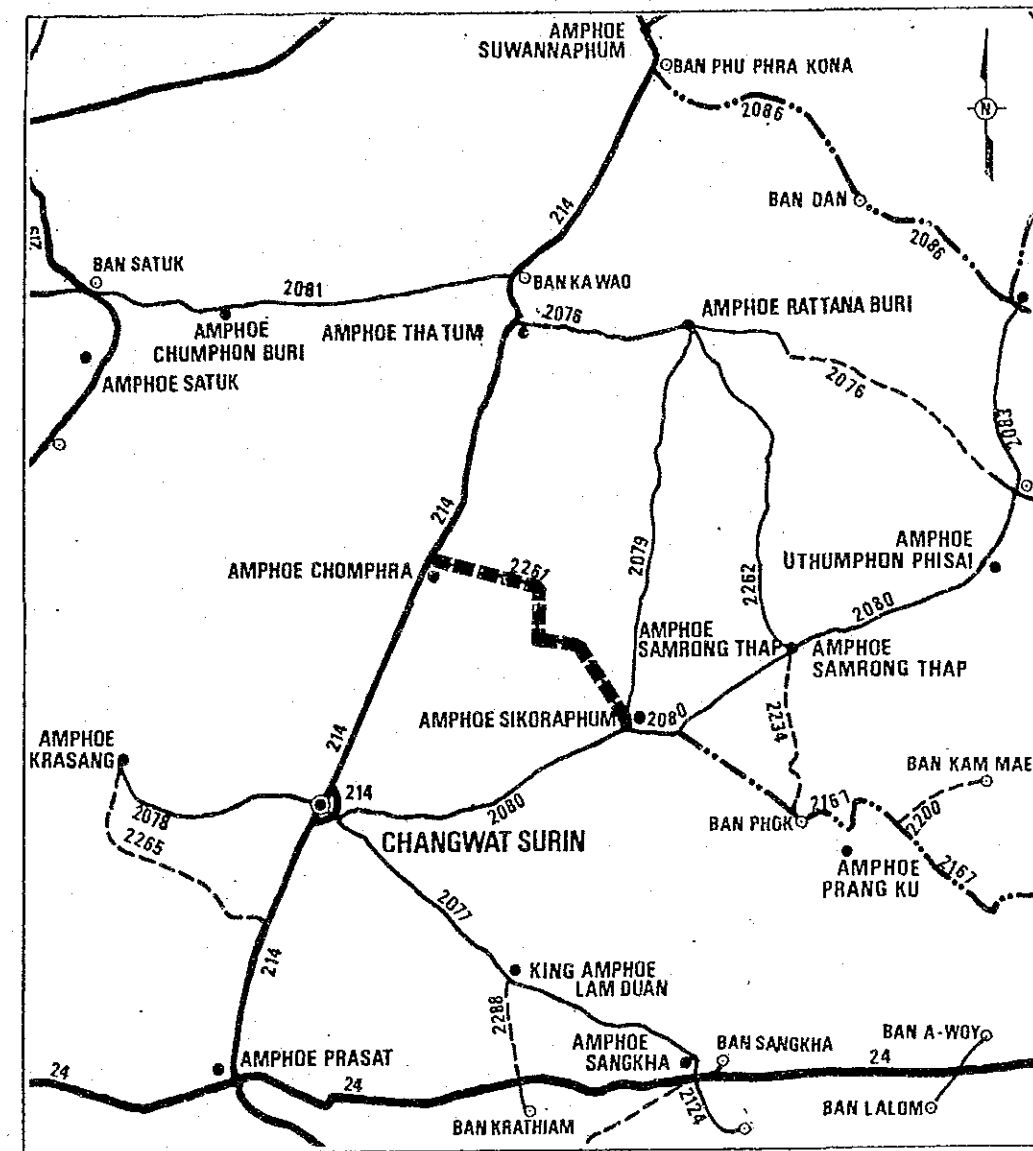 AMPHOE
SUWANNAPHUM
BAN PHU PHRA KONA
2086
N
BAN DAN
214
2086
BAN SATUK
2081
BAN KA WAO
AMPHOE
CHUMPHON BURI
AMPHOE THA TUM
2076
AMPHOE RATTANA BURI
AMPHOE SATUK
2076
2083
214
AMPHOE CHOMPHRA
2261
2079
2262
AMPHOE
UTHUMPHON PHISAI
2080
AMPHOE
SAMRONG THAP
AMPHOE
SAMRONG THAP
AMPHOE SIKORAPHUM
2080
2234
AMPHOE
KRASANG
214
BAN KAM MAE
214
2078
2080
2265
CHANGWAT SURIN
BAN PHOK
2167
2200
AMPHOE
PRANG KU
2167
2077
214
KING AMPHOE
LAM DUAN
2288
AMPHOE PRASAT
AMPHOE
SANGKHA
BAN SANGKHA
BAN A-WOY
24
24
24
2124
BAN KRATHIAM
BAN LALOM